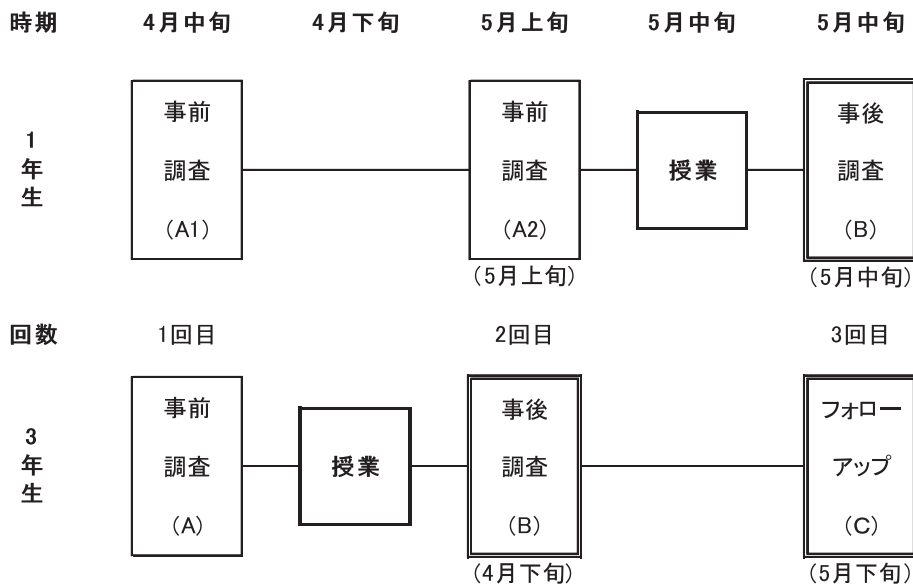 時期 4月中旬 4月下旬 5月上旬 5月中旬 5月中旬
1年生
事前調査(A1)
事前調査(A2)
(5月上旬)
授業
事後調査(B)
(5月中旬)
回数 1回目 2回目 3回目
3年生
事前調査(A)
授業
事後調査(B)
(4月下旬)
フォローアップ(C)
(5月下旬)